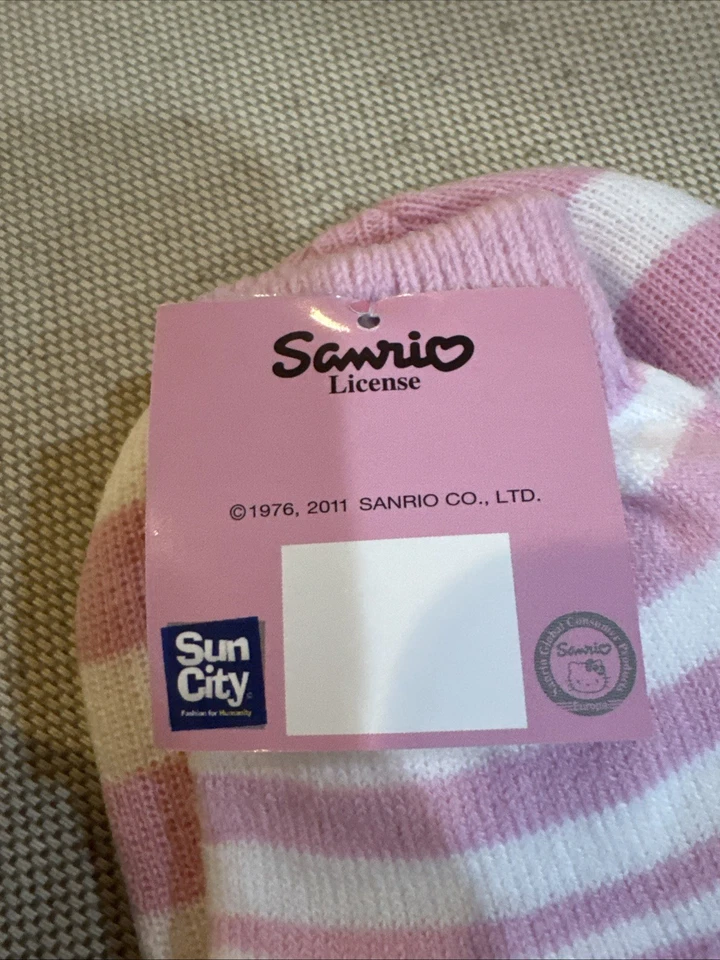 Sanrio
License
©1976, 2011 SANRIO CO., LTD.
Sun
City
Fashion for Humanity
Sanrio Global Consumer Products
Sanrio
Europe